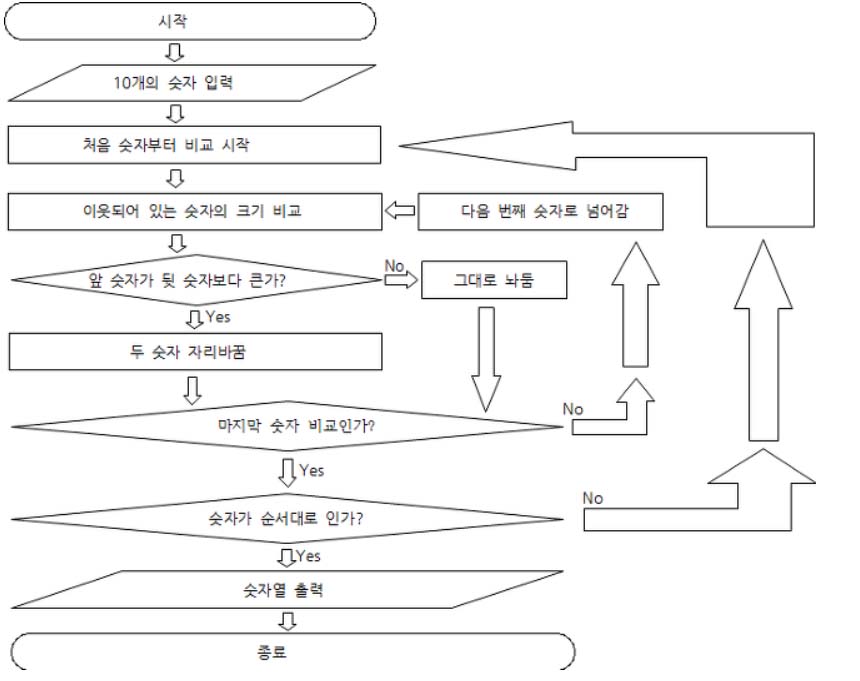 시작
10개의 숫자 입력
처음 숫자부터 비교 시작
이웃되어 있는 숫자의 크기 비교
다음 번째 숫자로 넘어감
앞 숫자가 뒷 숫자보다 큰가?
No
그대로 놔둠
Yes
두 숫자 자리바꿈
마지막 숫자 비교인가?
No
Yes
숫자가 순서대로 인가?
No
Yes
숫자열 출력
종료